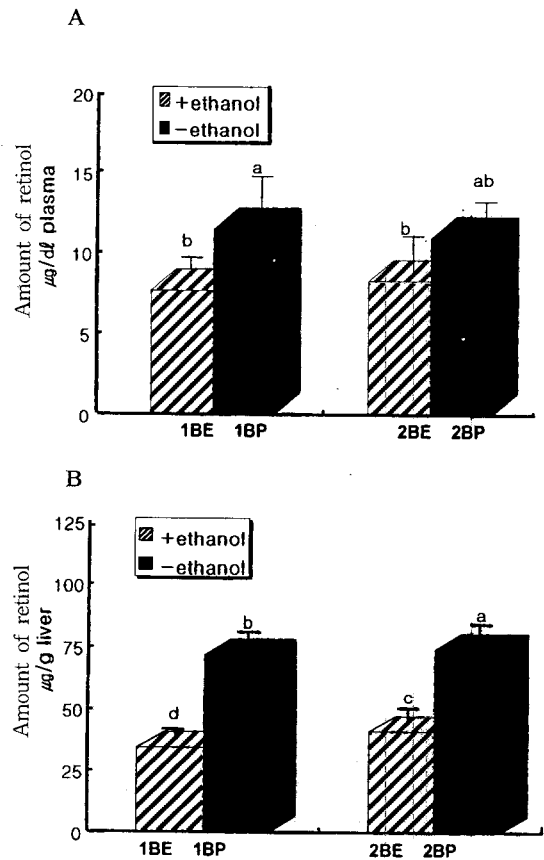 A
20
15
10
5
0
Amount of retinol
μg/dℓ plasma
+ethanol
−ethanol
b
a
b
ab
1BE 1BP 2BE 2BP
B
125
100
75
50
25
0
Amount of retinol
μg/g liver
+ethanol
−ethanol
d
b
c
a
1BE 1BP 2BE 2BP